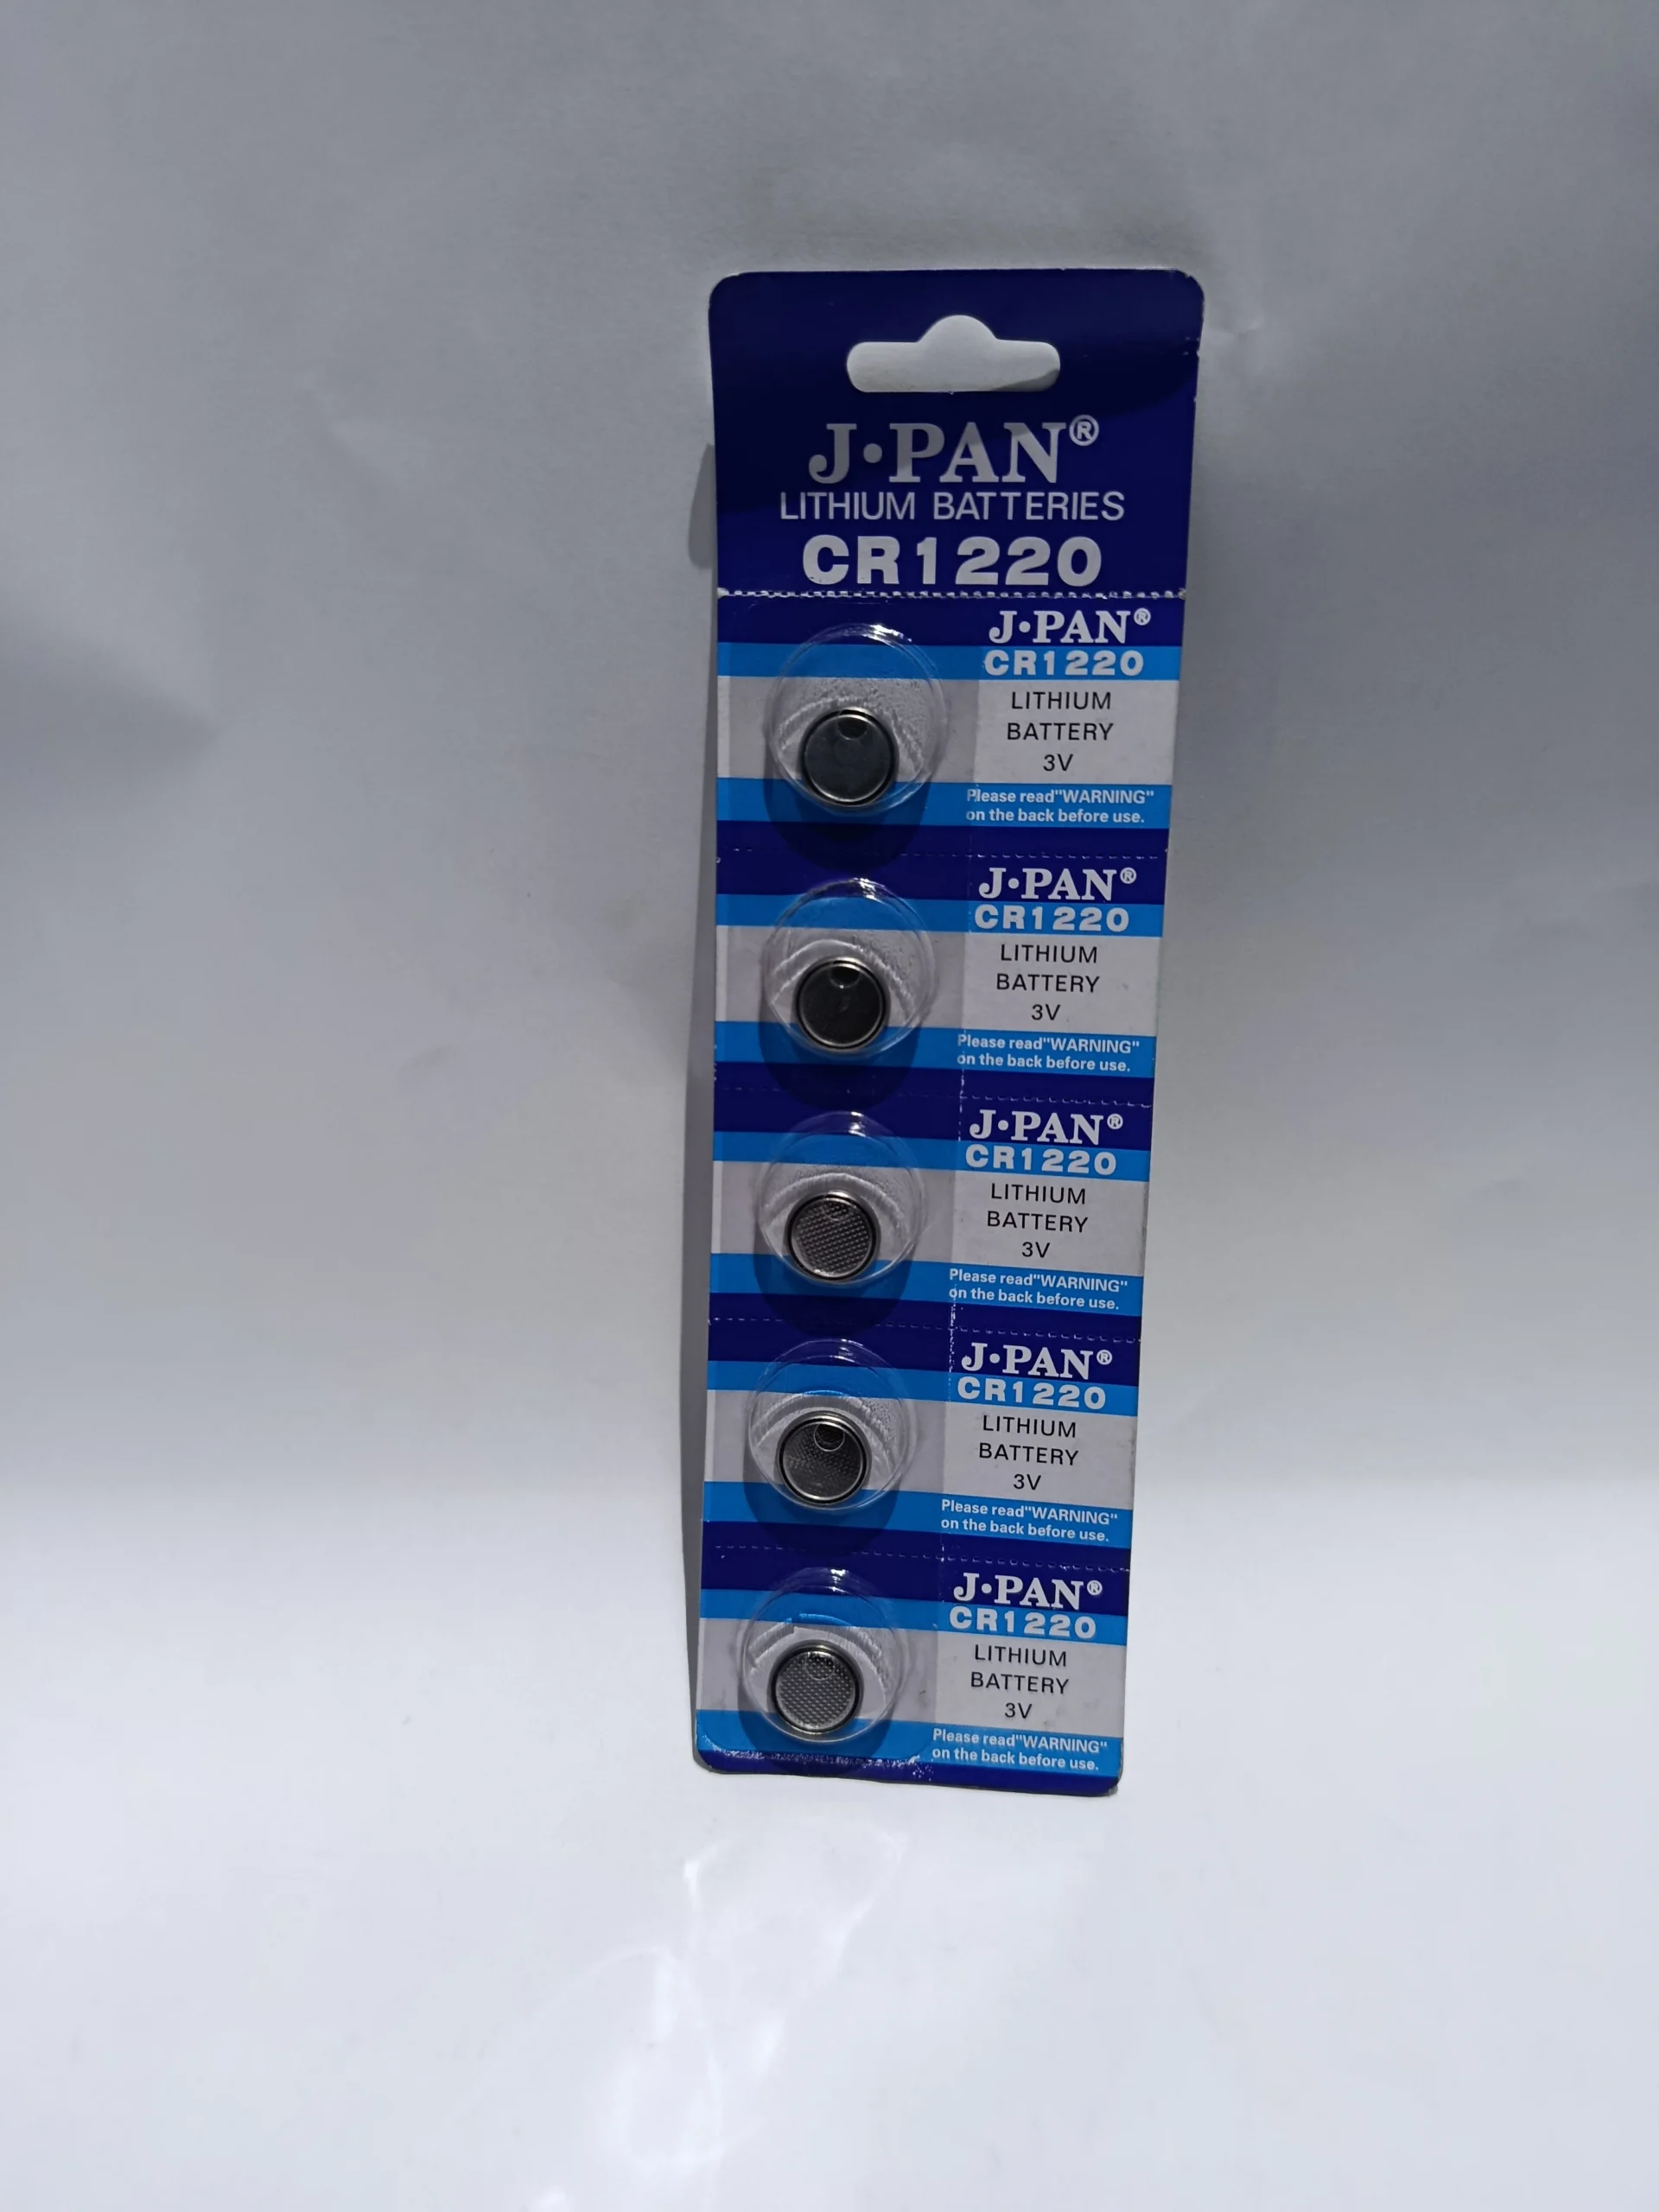 J·PAN®
LITHIUM BATTERIES
CR1220
J·PAN®
CR1220
LITHIUM
BATTERY
3V
Please read"WARNING"
on the back before use.
J·PAN®
CR1220
LITHIUM
BATTERY
3V
Please read"WARNING"
on the back before use.
J·PAN®
CR1220
LITHIUM
BATTERY
3V
Please read"WARNING"
on the back before use.
J·PAN®
CR1220
LITHIUM
BATTERY
3V
Please read"WARNING"
on the back before use.
J·PAN®
CR1220
LITHIUM
BATTERY
3V
Please read"WARNING"
on the back before use.